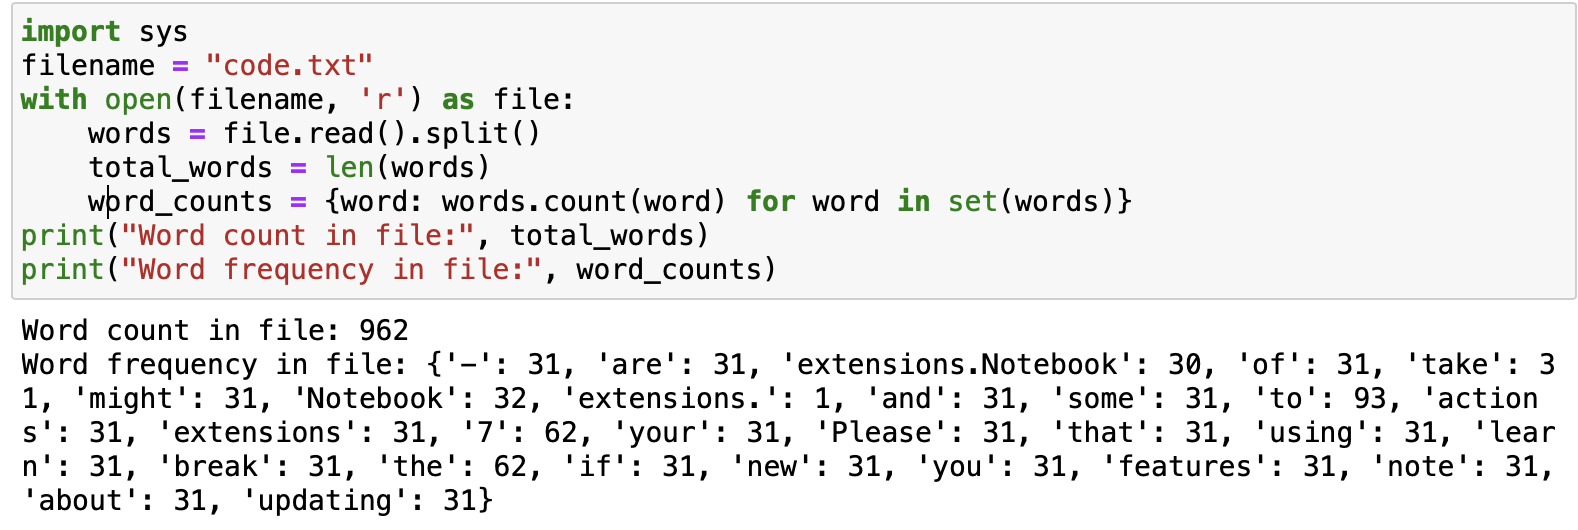 import sys
filename = "code.txt"
with open(filename, 'r') as file:
    words = file.read().split()
    total_words = len(words)
    word_counts = {word: words.count(word) for word in set(words)}
print("Word count in file:", total_words)
print("Word frequency in file:", word_counts)
Word count in file: 962
Word frequency in file: {'-': 31, 'are': 31, 'extensions.Notebook': 30, 'of': 31, 'take': 3
1, 'might': 31, 'Notebook': 32, 'extensions.': 1, 'and': 31, 'some': 31, 'to': 93, 'action
s': 31, 'extensions': 31, '7': 62, 'your': 31, 'Please': 31, 'that': 31, 'using': 31, 'lear
n': 31, 'break': 31, 'the': 62, 'if': 31, 'new': 31, 'you': 31, 'features': 31, 'note': 31,
'about': 31, 'updating': 31}